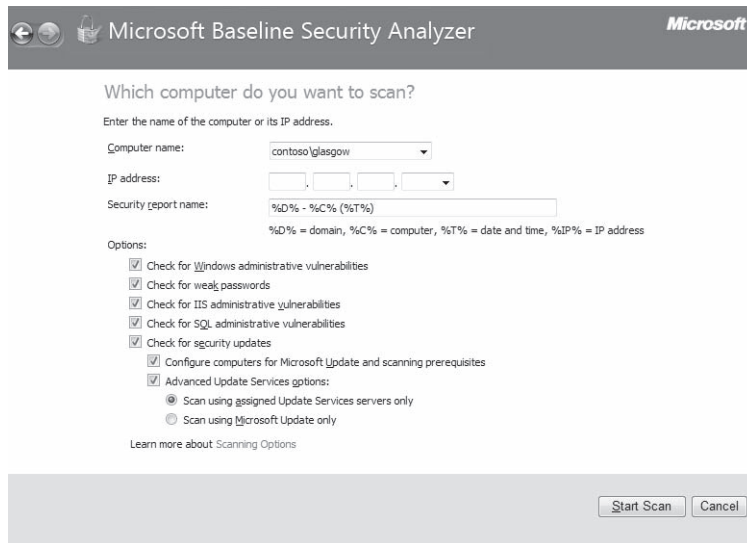 Microsoft Baseline Security Analyzer
Microsoft
Which computer do you want to scan?
Enter the name of the computer or its IP address.
Computer name: contoso\glasgow
IP address: . . .
Security report name: %D% - %C% (%T%)
%D% = domain, %C% = computer, %T% = date and time, %IP% = IP address
Options:
Check for Windows administrative vulnerabilities
Check for weak passwords
Check for IIS administrative vulnerabilities
Check for SQL administrative vulnerabilities
Check for security updates
Configure computers for Microsoft Update and scanning prerequisites
Advanced Update Services options:
Scan using assigned Update Services servers only
Scan using Microsoft Update only
Learn more about Scanning Options
Start Scan
Cancel